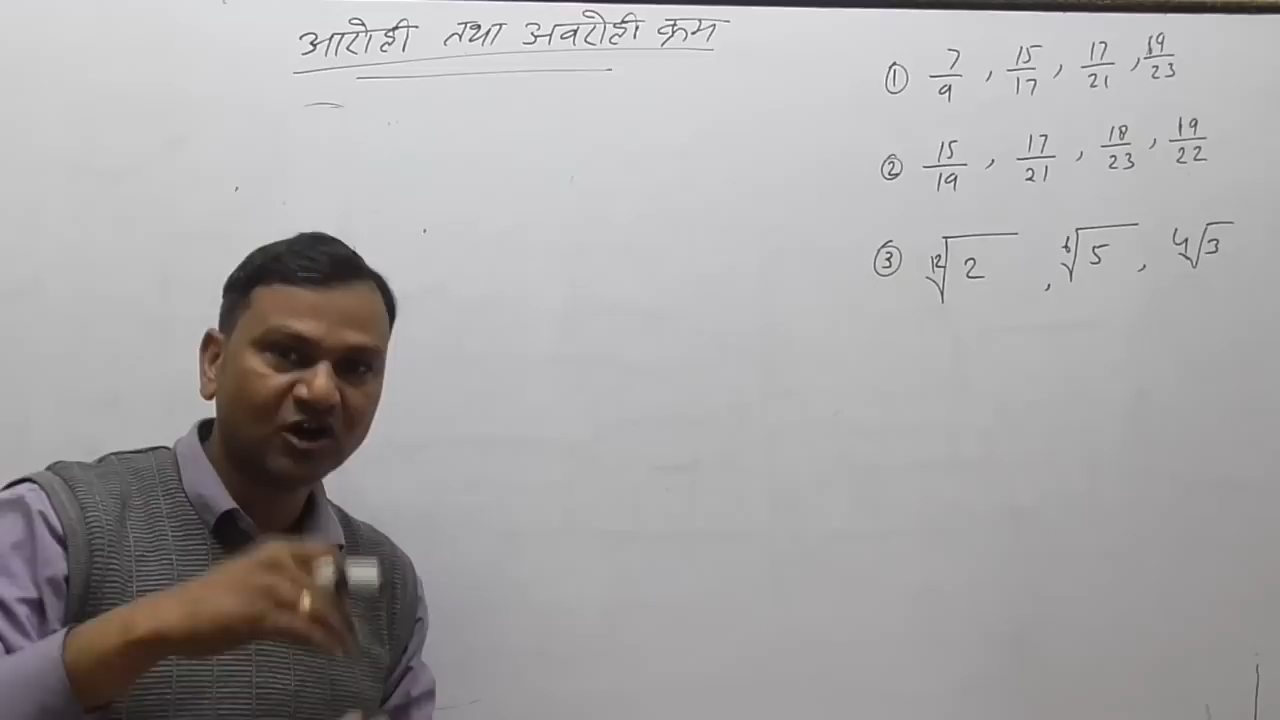 आरोही तथा अवरोही क्रम
① 7/9 , 15/17 , 17/21 , 19/23
② 15/19 , 17/21 , 18/23 , 19/22
③ ¹²√2 , ⁶√5 , ⁴√3